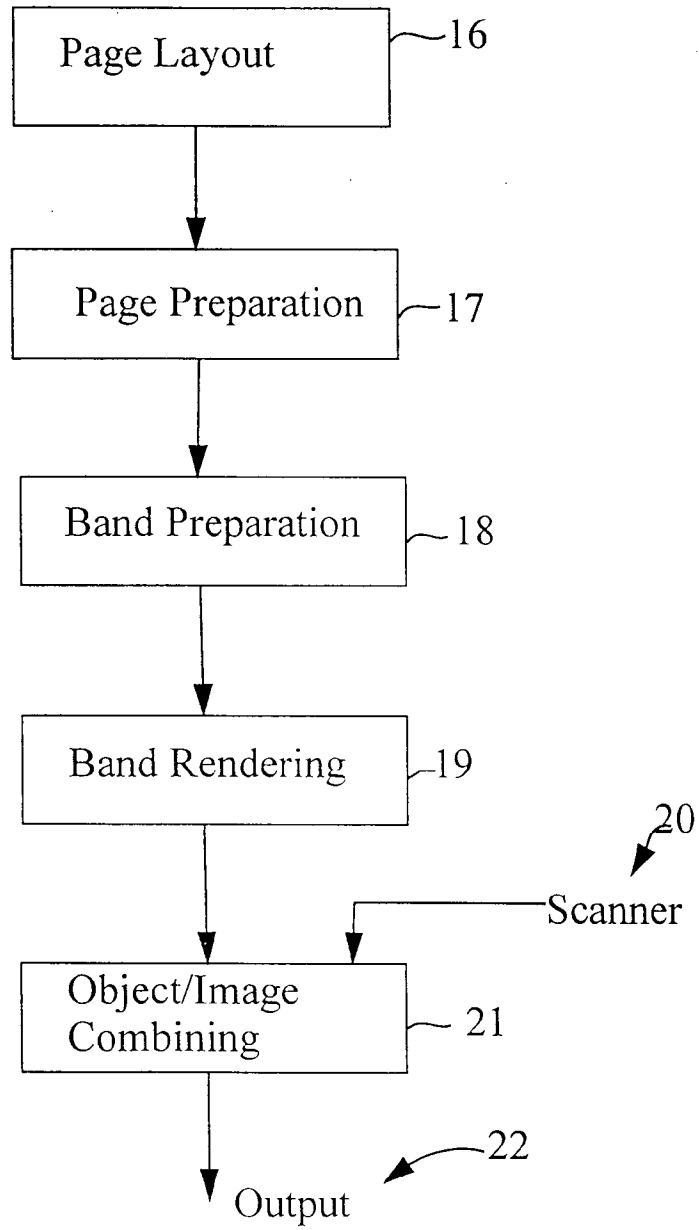 Page Layout
16
Page Preparation
17
Band Preparation
18
Band Rendering
19
20
Scanner
Object/Image
Combining
21
22
Output